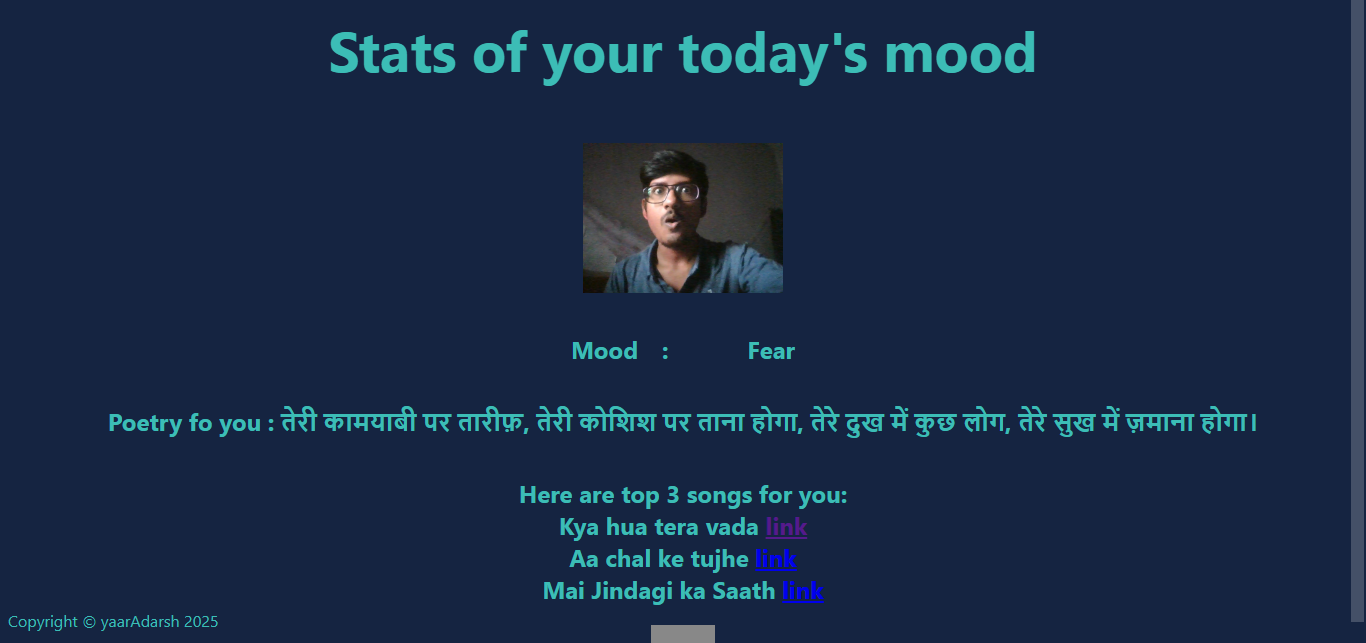 Stats of your today's mood
Mood : Fear
Poetry fo you : तेरी कामयाबी पर तारीफ़, तेरी कोशिश पर ताना होगा, तेरे दुख में कुछ लोग, तेरे सुख में ज़माना होगा।
Here are top 3 songs for you:
Kya hua tera vada link
Aa chal ke tujhe link
Mai Jindagi ka Saath link
Copyright © yaarAdarsh 2025